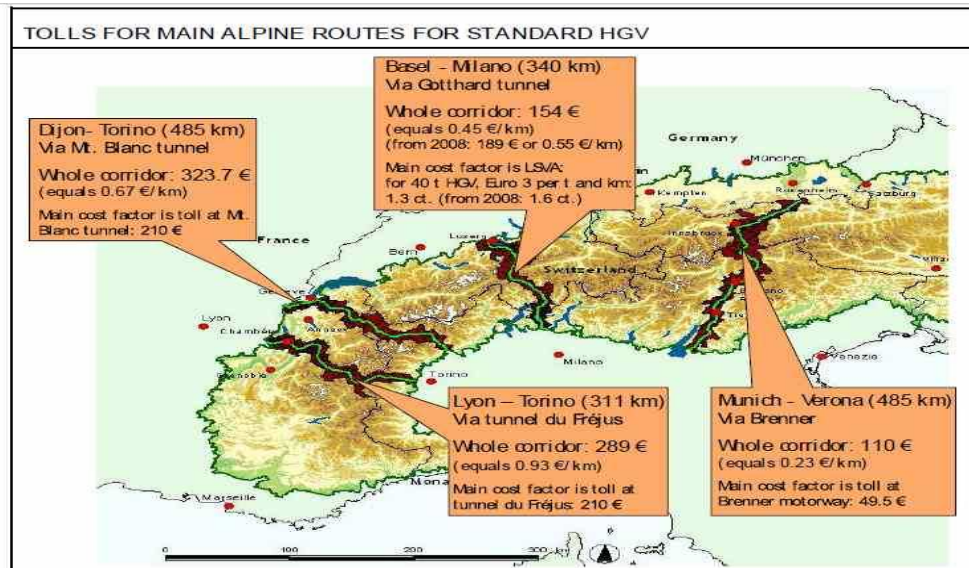 TOLLS FOR MAIN ALPINE ROUTES FOR STANDARD HGV
Basel - Milano (340 km)
Via Gotthard tunnel
Whole corridor: 154 €
(equals 0.45 €/km)
(from 2008: 189 € or 0.55 €/km)
Main cost factor is LSVA:
for 40 t HGV, Euro 3 per t and km:
1.3 ct. (from 2008: 1.6 ct.)
Dijon- Torino (485 km)
Via Mt. Blanc tunnel
Whole corridor: 323.7 €
(equals 0.67 €/km)
Main cost factor is toll at Mt.
Blanc tunnel: 210 €
Germany
München
Kempten
Rosenheim
Salzburg
France
Luzern
Bern
Innsbruck
Switzerland
Genève
Lyon
Chambéry
Annecy
Grenoble
Milano
Torino
Venezia
Lyon – Torino (311 km)
Via tunnel du Fréjus
Whole corridor: 289 €
(equals 0.93 €/km)
Main cost factor is toll at
tunnel du Fréjus: 210 €
Munich - Verona (485 km)
Via Brenner
Whole corridor: 110 €
(equals 0.23 €/km)
Main cost factor is toll at
Brenner motorway: 49.5 €
Marseille
0 100 200 300 km